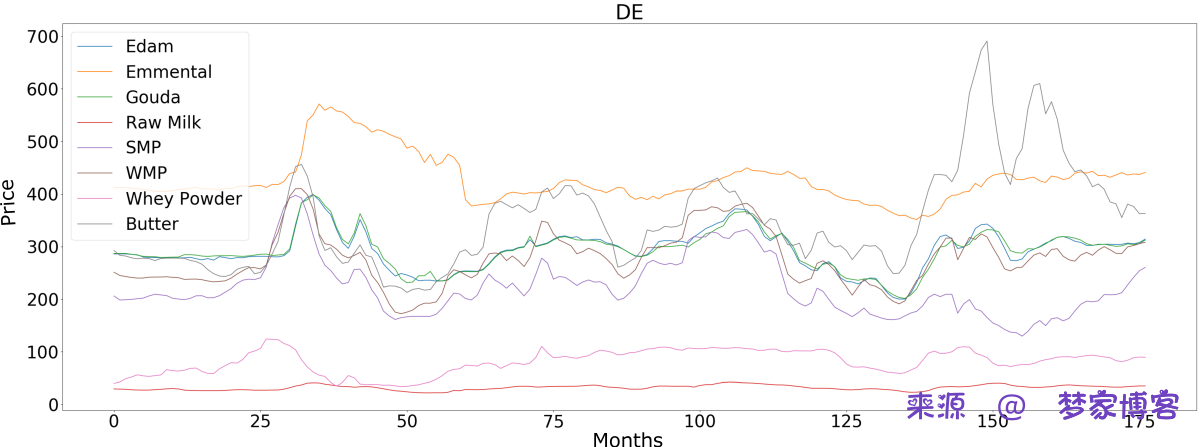 DE
700
600
500
400
300
200
100
0
Price
Edam
Emmental
Gouda
Raw Milk
SMP
WMP
Whey Powder
Butter
0 25 50 75 100 125 150 175
Months
来源 @ 梦家博客